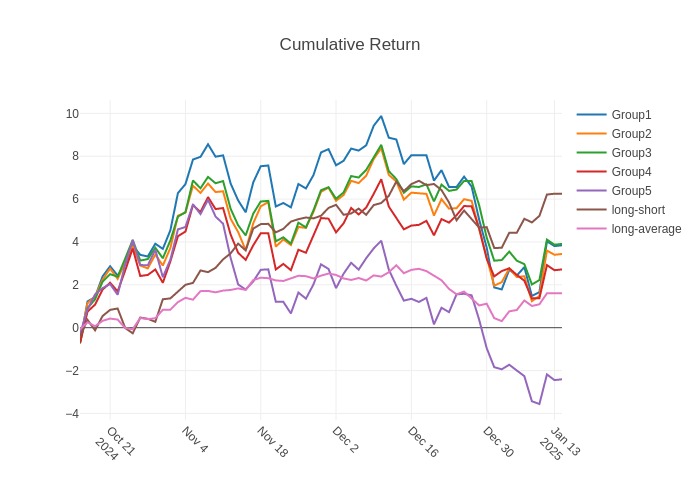 Cumulative Return
10
8
6
4
2
0
−2
−4
Oct 21
2024
Nov 4
Nov 18
Dec 2
Dec 16
Dec 30
Jan 13
2025
Group1
Group2
Group3
Group4
Group5
long-short
long-average